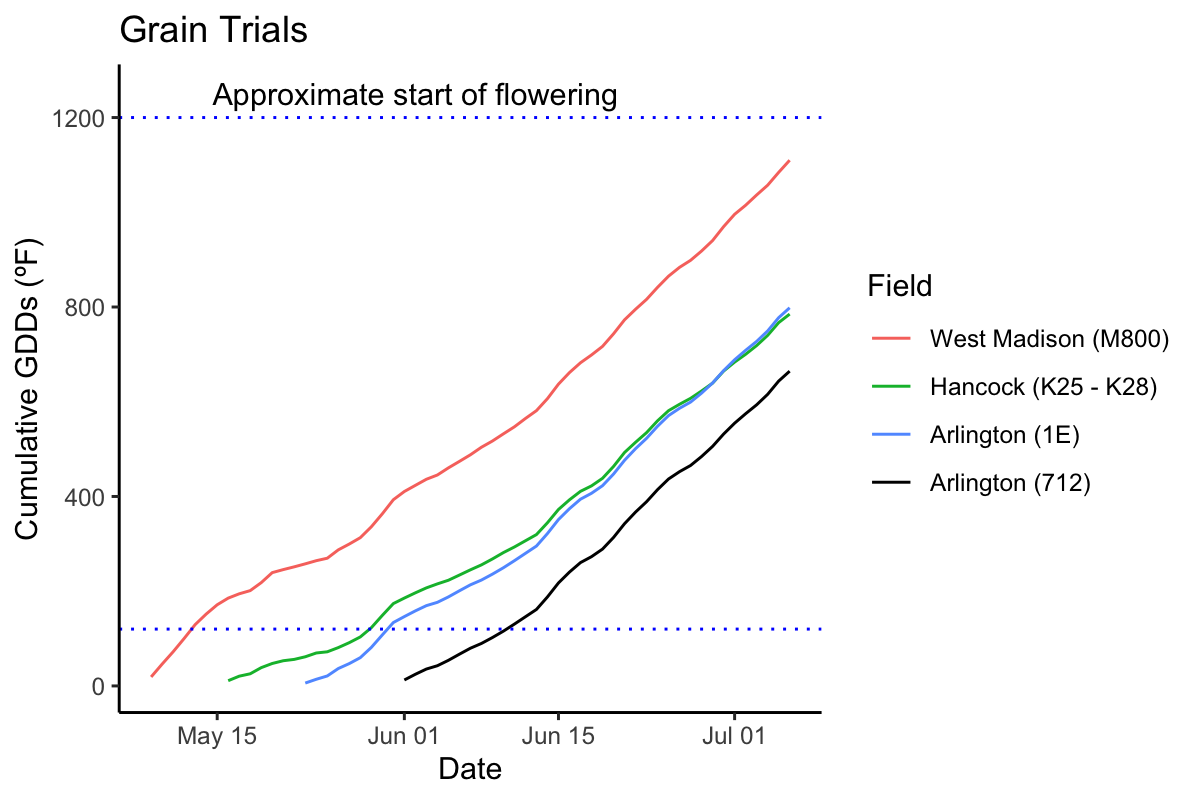 Grain Trials
Approximate start of flowering
1200
800
400
0
Cumulative GDDs (ºF)
May 15
Jun 01
Jun 15
Jul 01
Date
Field
West Madison (M800)
Hancock (K25 - K28)
Arlington (1E)
Arlington (712)